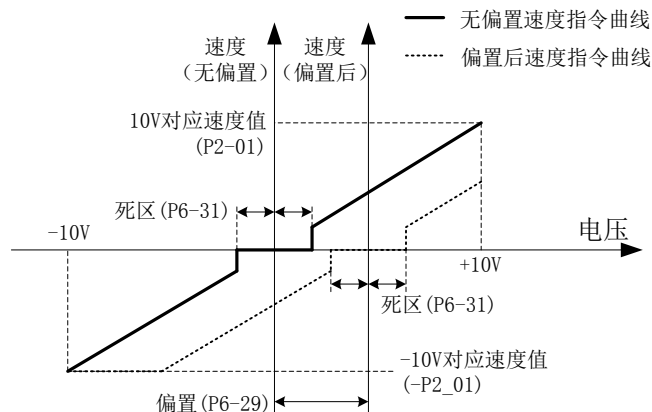 无偏置速度指令曲线
偏置后速度指令曲线
速度
（无偏置）
速度
（偏置后）
10V对应速度值
(P2-01)
死区(P6-31)
-10V
电压
+10V
死区(P6-31)
-10V对应速度值
(-P2_01)
偏置(P6-29)